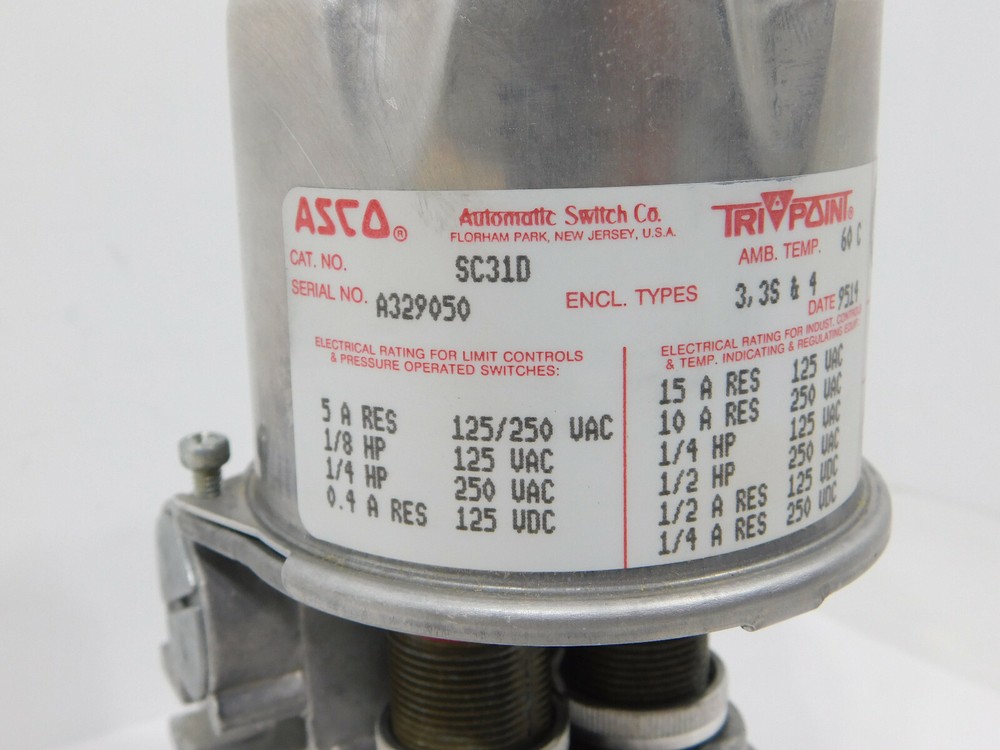 ASCO®
Automatic Switch Co.
FLORHAM PARK, NEW JERSEY, U.S.A.
TRI POINT®
CAT. NO. SC31D
AMB. TEMP. 60 C
SERIAL NO. A329050
ENCL. TYPES 3, 3S & 4
DATE 9514
ELECTRICAL RATING FOR LIMIT CONTROLS
& PRESSURE OPERATED SWITCHES:
5 A RES 125/250 VAC
1/8 HP 125 VAC
1/4 HP 250 VAC
0.4 A RES 125 VDC
ELECTRICAL RATING FOR INDUST. CONTROLS
& TEMP. INDICATING & REGULATING EQUIP.
15 A RES 125 VAC
10 A RES 250 VAC
1/4 HP 125 VAC
1/2 HP 250 VAC
1/2 A RES 125 VDC
1/4 A RES 250 VDC